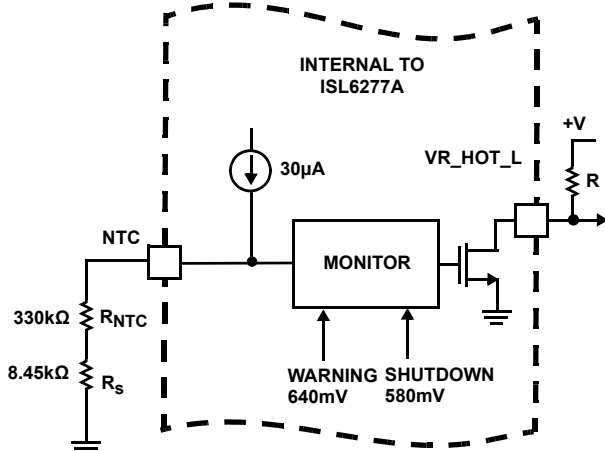 INTERNAL TO
ISL6277A
+V
VR_HOT_L
R
30µA
NTC
MONITOR
330kΩ
RNTC
8.45kΩ
Rs
WARNING
640mV
SHUTDOWN
580mV